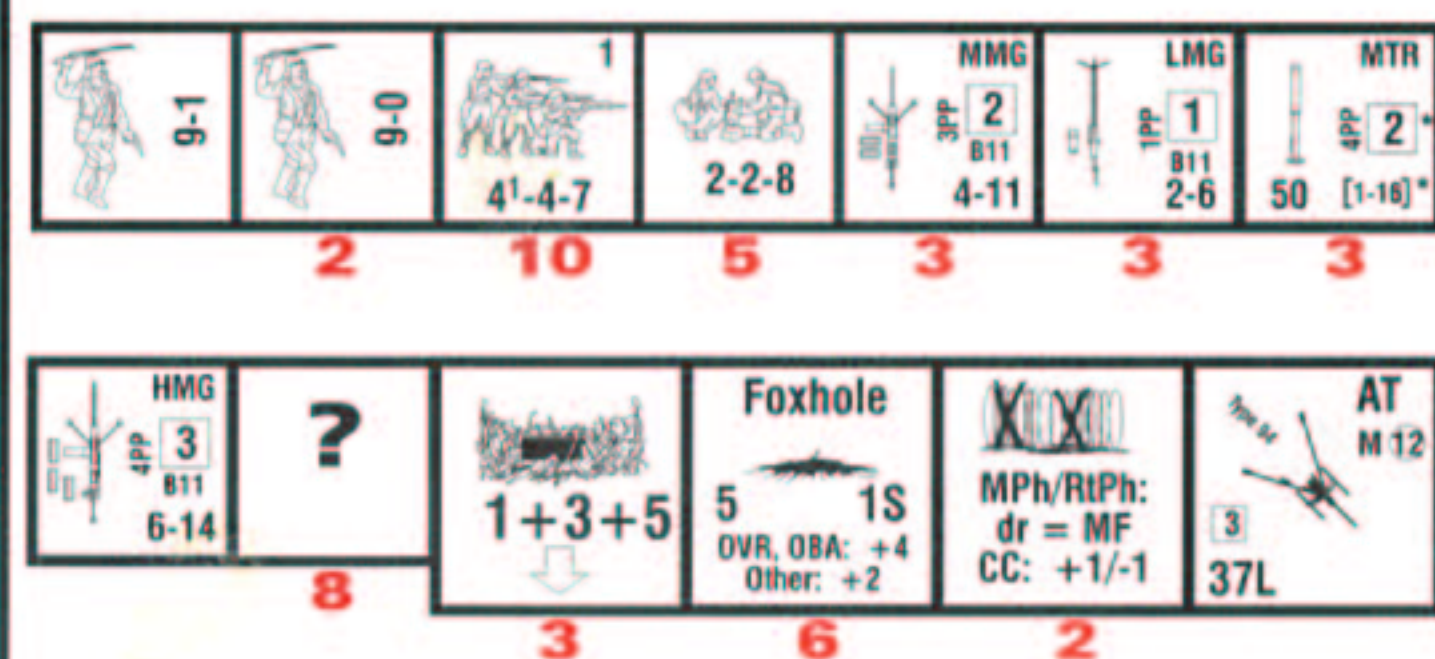 9-1
9-0
1
4¹-4-7
2-2-8
MMG
3PP 2
B11
4-11
LMG
1PP 1
B11
2-6
MTR
4PP 2 *
50 [1-16]*
2
10
5
3
3
3
HMG
4PP 3
B11
6-14
?
1+3+5
Foxhole
5 1S
OVR, OBA: +4
Other: +2
MPh/RtPh:
dr = MF
CC: +1/-1
AT
M 12
3
37L
8
3
6
2